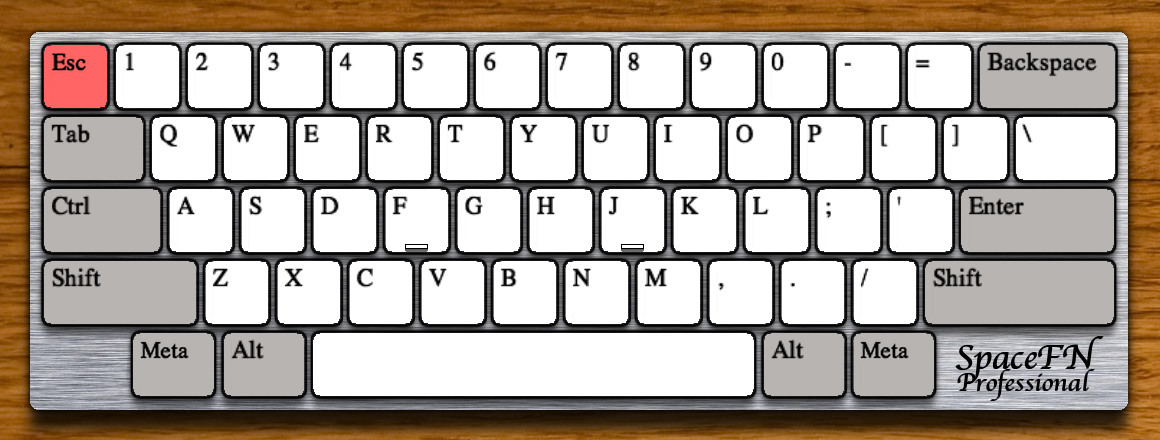 Esc 1 2 3 4 5 6 7 8 9 0 - = Backspace
Tab Q W E R T Y U I O P [ ] \
Ctrl A S D F G H J K L ; ' Enter
Shift Z X C V B N M , . / Shift
Meta Alt Alt Meta
SpaceFN
Professional